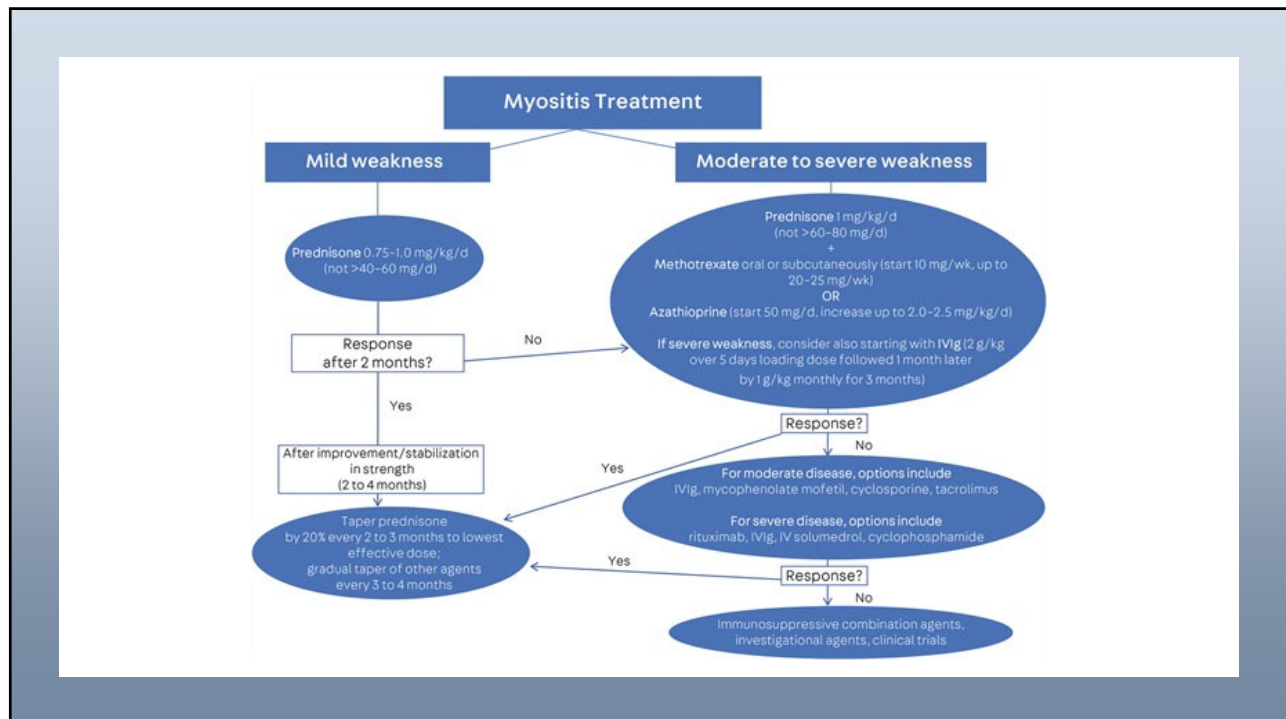 Myositis Treatment
Mild weakness
Moderate to severe weakness
Prednisone 0.75–1.0 mg/kg/d
(not >40–60 mg/d)
Prednisone 1 mg/kg/d
(not >60–80 mg/d)
+
Methotrexate oral or subcutaneously (start 10 mg/wk, up to
20–25 mg/wk)
OR
Azathioprine (start 50 mg/d, increase up to 2.0–2.5 mg/kg/d)
If severe weakness, consider also starting with IVIg (2 g/kg
over 5 days loading dose followed 1 month later
by 1 g/kg monthly for 3 months)
Response
after 2 months?
No
Yes
After improvement/stabilization
in strength
(2 to 4 months)
Response?
Yes
No
For moderate disease, options include
IVIg, mycophenolate mofetil, cyclosporine, tacrolimus
For severe disease, options include
rituximab, IVIg, IV solumedrol, cyclophosphamide
Taper prednisone
by 20% every 2 to 3 months to lowest
effective dose;
gradual taper of other agents
every 3 to 4 months
Yes
Response?
No
Immunosuppressive combination agents,
investigational agents, clinical trials